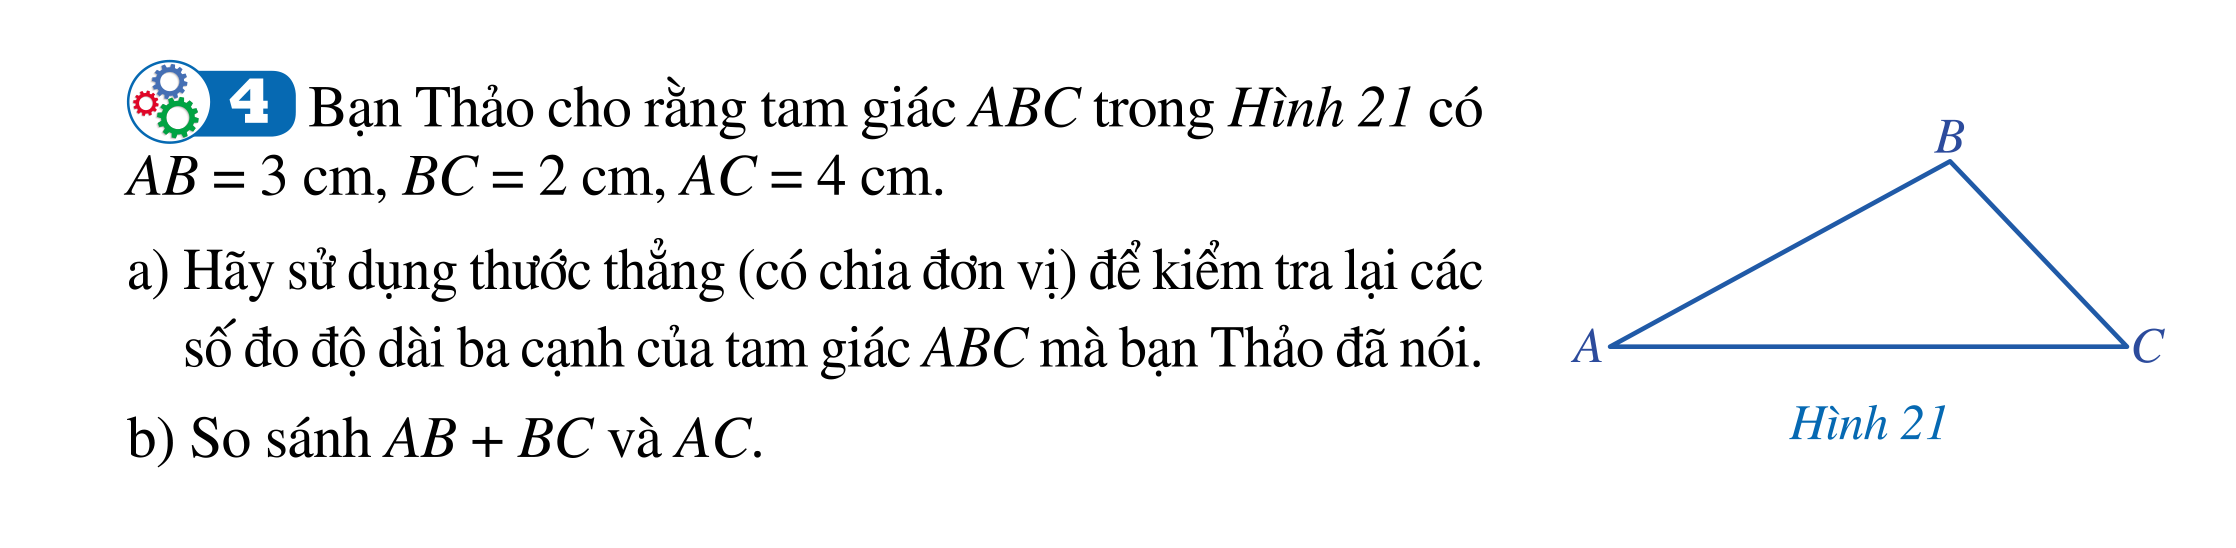 4 Bạn Thảo cho rằng tam giác ABC trong Hình 21 có
AB = 3 cm, BC = 2 cm, AC = 4 cm.
a) Hãy sử dụng thước thẳng (có chia đơn vị) để kiểm tra lại các
số đo độ dài ba cạnh của tam giác ABC mà bạn Thảo đã nói.
b) So sánh AB + BC và AC.
B
A
C
Hình 21